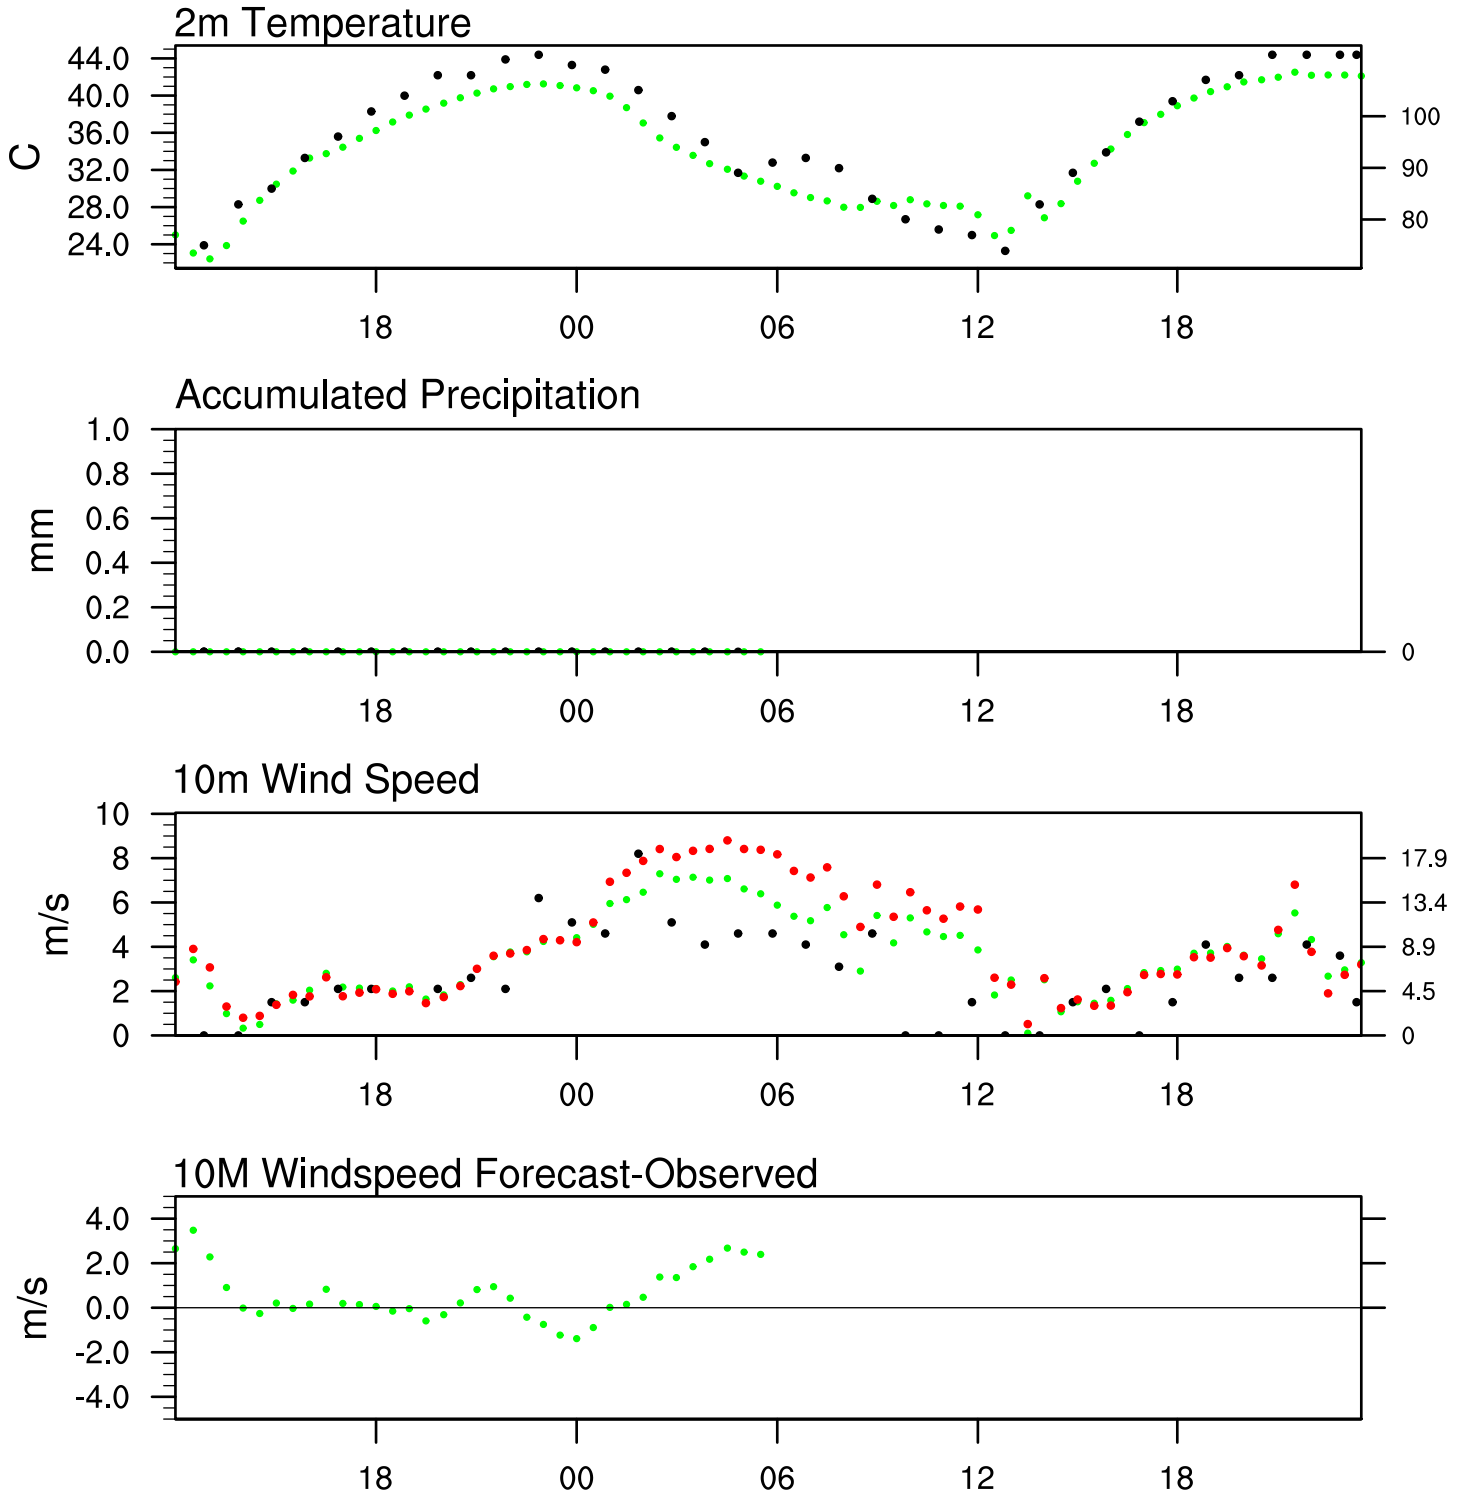 2m Temperature
44.0
40.0
36.0
32.0
28.0
24.0
C
100
90
80
18 00 06 12 18
Accumulated Precipitation
1.0
0.8
0.6
0.4
0.2
0.0
mm
0
18 00 06 12 18
10m Wind Speed
10
8
6
4
2
0
m/s
17.9
13.4
8.9
4.5
0
18 00 06 12 18
10M Windspeed Forecast-Observed
4.0
2.0
0.0
-2.0
-4.0
m/s
18 00 06 12 18